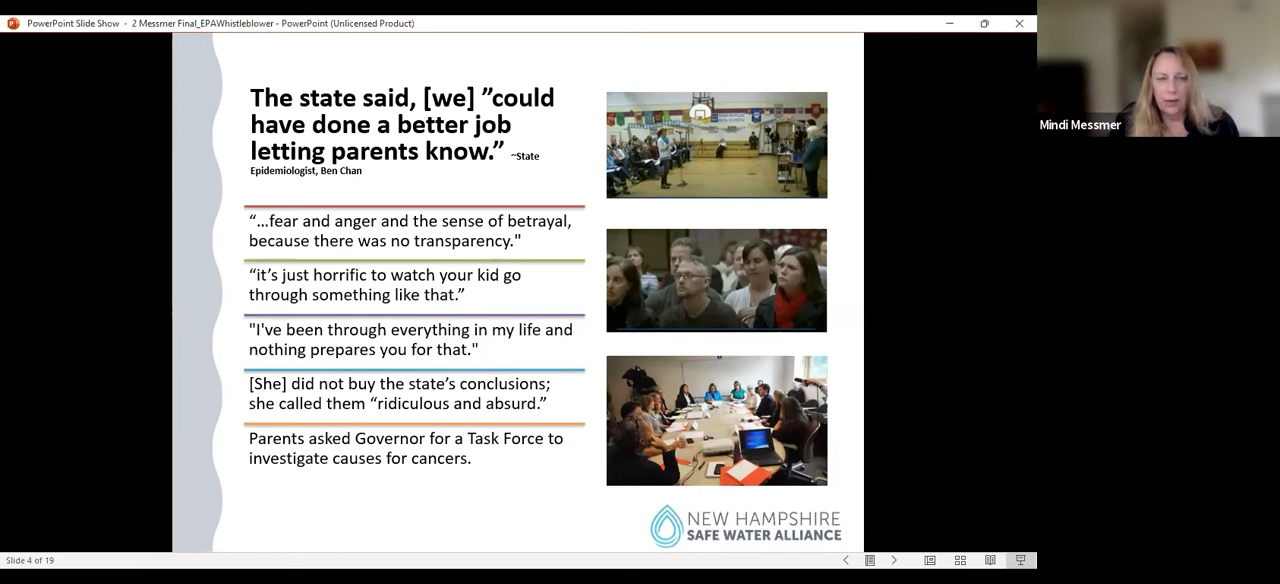 PowerPoint Slide Show - 2 Messmer Final_EPAWhistleblower - PowerPoint (Unlicensed Product)
The state said, [we] ”could
have done a better job
letting parents know.” ~State
Epidemiologist, Ben Chan
“...fear and anger and the sense of betrayal,
because there was no transparency."
“it’s just horrific to watch your kid go
through something like that.”
"I've been through everything in my life and
nothing prepares you for that."
[She] did not buy the state’s conclusions;
she called them “ridiculous and absurd.”
Parents asked Governor for a Task Force to
investigate causes for cancers.
NEW HAMPSHIRE
SAFE WATER ALLIANCE
Mindi Messmer
Slide 4 of 19